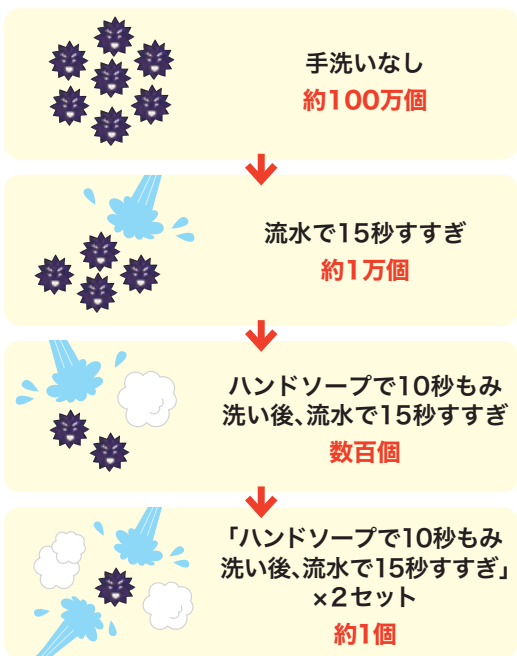 手洗いなし
約100万個
流水で15秒すすぎ
約1万個
ハンドソープで10秒もみ
洗い後、流水で15秒すすぎ
数百個
「ハンドソープで10秒もみ
洗い後、流水で15秒すすぎ」
×2セット
約1個